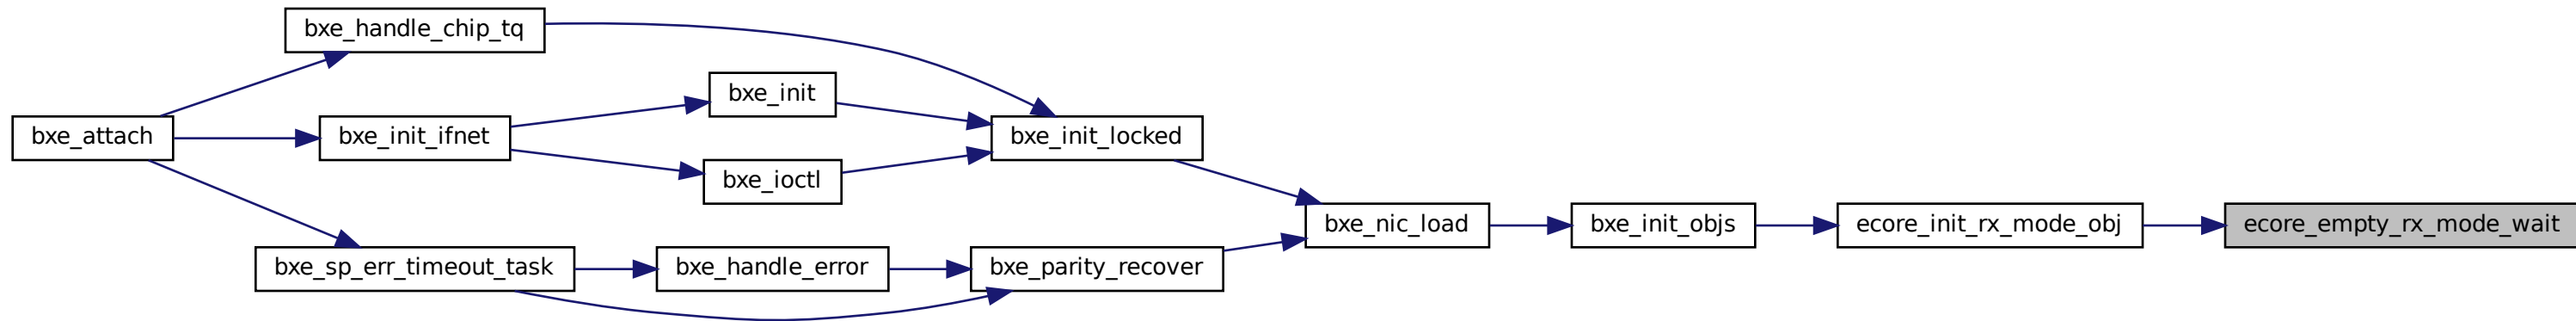 bxe_handle_chip_tq
bxe_init
bxe_attach
bxe_init_ifnet
bxe_init_locked
bxe_ioctl
bxe_nic_load
bxe_init_objs
ecore_init_rx_mode_obj
ecore_empty_rx_mode_wait
bxe_sp_err_timeout_task
bxe_handle_error
bxe_parity_recover